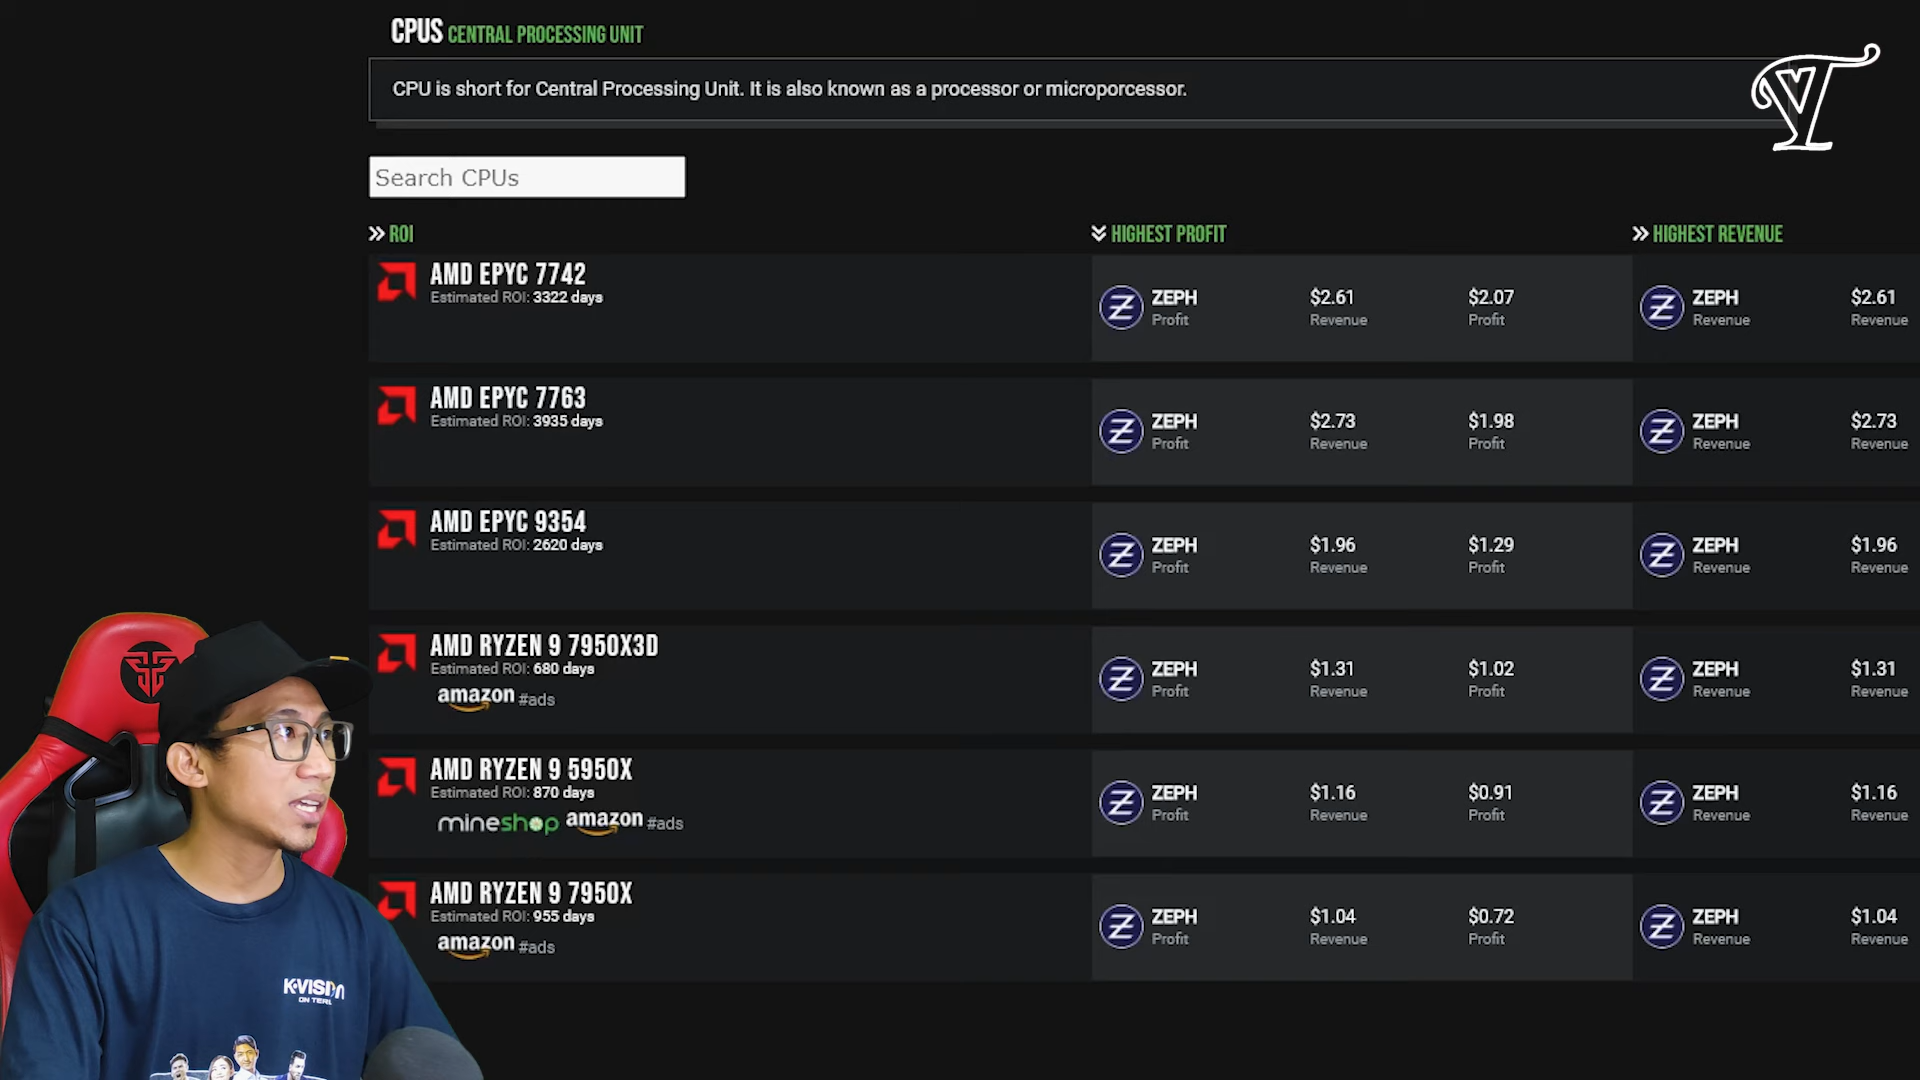 CPUS CENTRAL PROCESSING UNIT
CPU is short for Central Processing Unit. It is also known as a processor or microporcessor.
Search CPUs
ROI HIGHEST PROFIT HIGHEST REVENUE
AMD EPYC 7742
Estimated ROI: 3322 days
ZEPH $2.61 $2.07 ZEPH $2.61
Profit Revenue Profit Revenue Revenue
AMD EPYC 7763
Estimated ROI: 3935 days
ZEPH $2.73 $1.98 ZEPH $2.73
Profit Revenue Profit Revenue Revenue
AMD EPYC 9354
Estimated ROI: 2620 days
ZEPH $1.96 $1.29 ZEPH $1.96
Profit Revenue Profit Revenue Revenue
AMD RYZEN 9 7950X3D
Estimated ROI: 680 days
amazon #ads
ZEPH $1.31 $1.02 ZEPH $1.31
Profit Revenue Profit Revenue Revenue
AMD RYZEN 9 5950X
Estimated ROI: 870 days
mineshop amazon #ads
ZEPH $1.16 $0.91 ZEPH $1.16
Profit Revenue Profit Revenue Revenue
AMD RYZEN 9 7950X
Estimated ROI: 955 days
amazon #ads
ZEPH $1.04 $0.72 ZEPH $1.04
Profit Revenue Profit Revenue Revenue
K-VISION